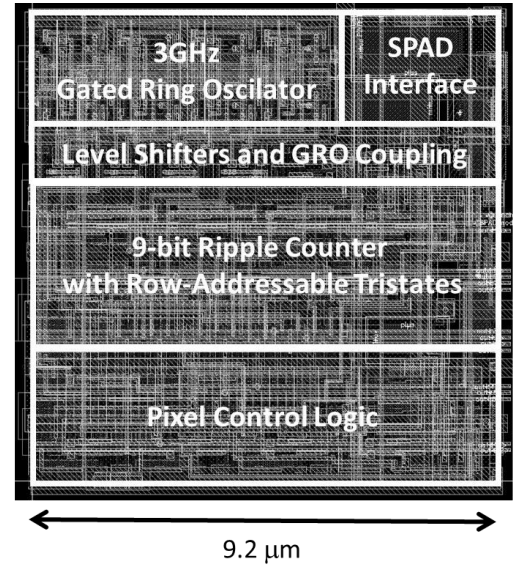 3GHz
Gated Ring Oscilator
SPAD
Interface
Level Shifters and GRO Coupling
9-bit Ripple Counter
with Row-Addressable Tristates
Pixel Control Logic
9.2 μm